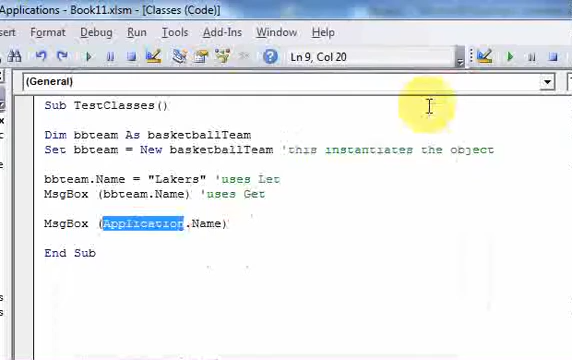 Applications - Book11.xlsm - [Classes (Code)]
Format Debug Run Tools Add-Ins Window Help
Ln 9, Col 20
(General)
Sub TestClasses()
Dim bbteam As basketballTeam
Set bbteam = New basketballTeam 'this instantiates the object
bbteam.Name = "Lakers" 'uses Let
MsgBox (bbteam.Name) 'uses Get
MsgBox (Application.Name)
End Sub